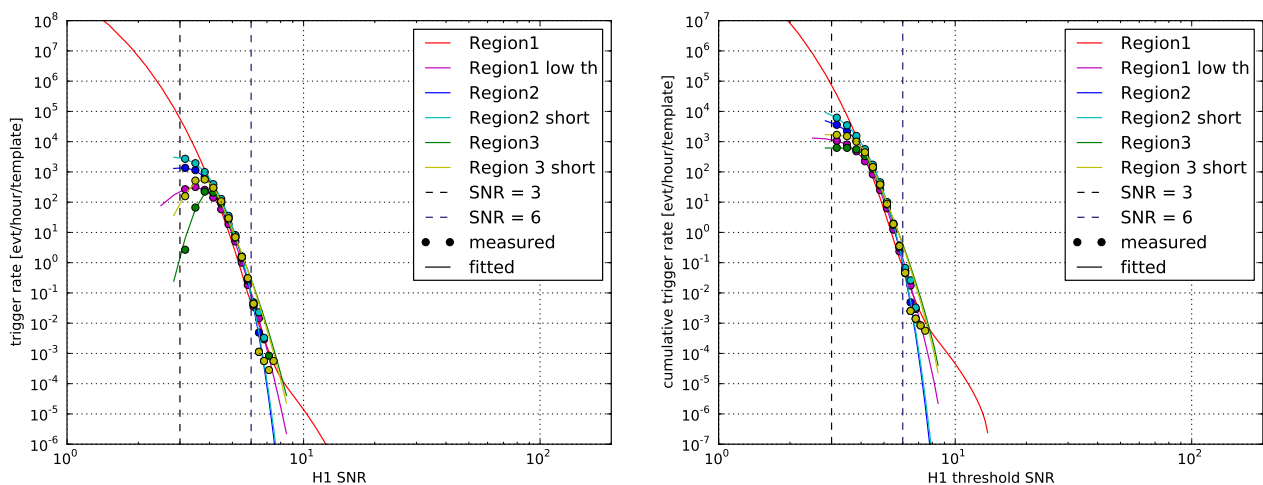 10^8
10^7
10^6
10^5
10^4
10^3
10^2
10^1
10^0
10^-1
10^-2
10^-3
10^-4
10^-5
10^-6
trigger rate [evt/hour/template]
Region1
Region1 low th
Region2
Region2 short
Region3
Region 3 short
SNR = 3
SNR = 6
measured
fitted
10^0
10^1
10^2
H1 SNR
10^7
10^6
10^5
10^4
10^3
10^2
10^1
10^0
10^-1
10^-2
10^-3
10^-4
10^-5
10^-6
10^-7
cumulative trigger rate [evt/hour/template]
Region1
Region1 low th
Region2
Region2 short
Region3
Region 3 short
SNR = 3
SNR = 6
measured
fitted
10^0
10^1
10^2
H1 threshold SNR